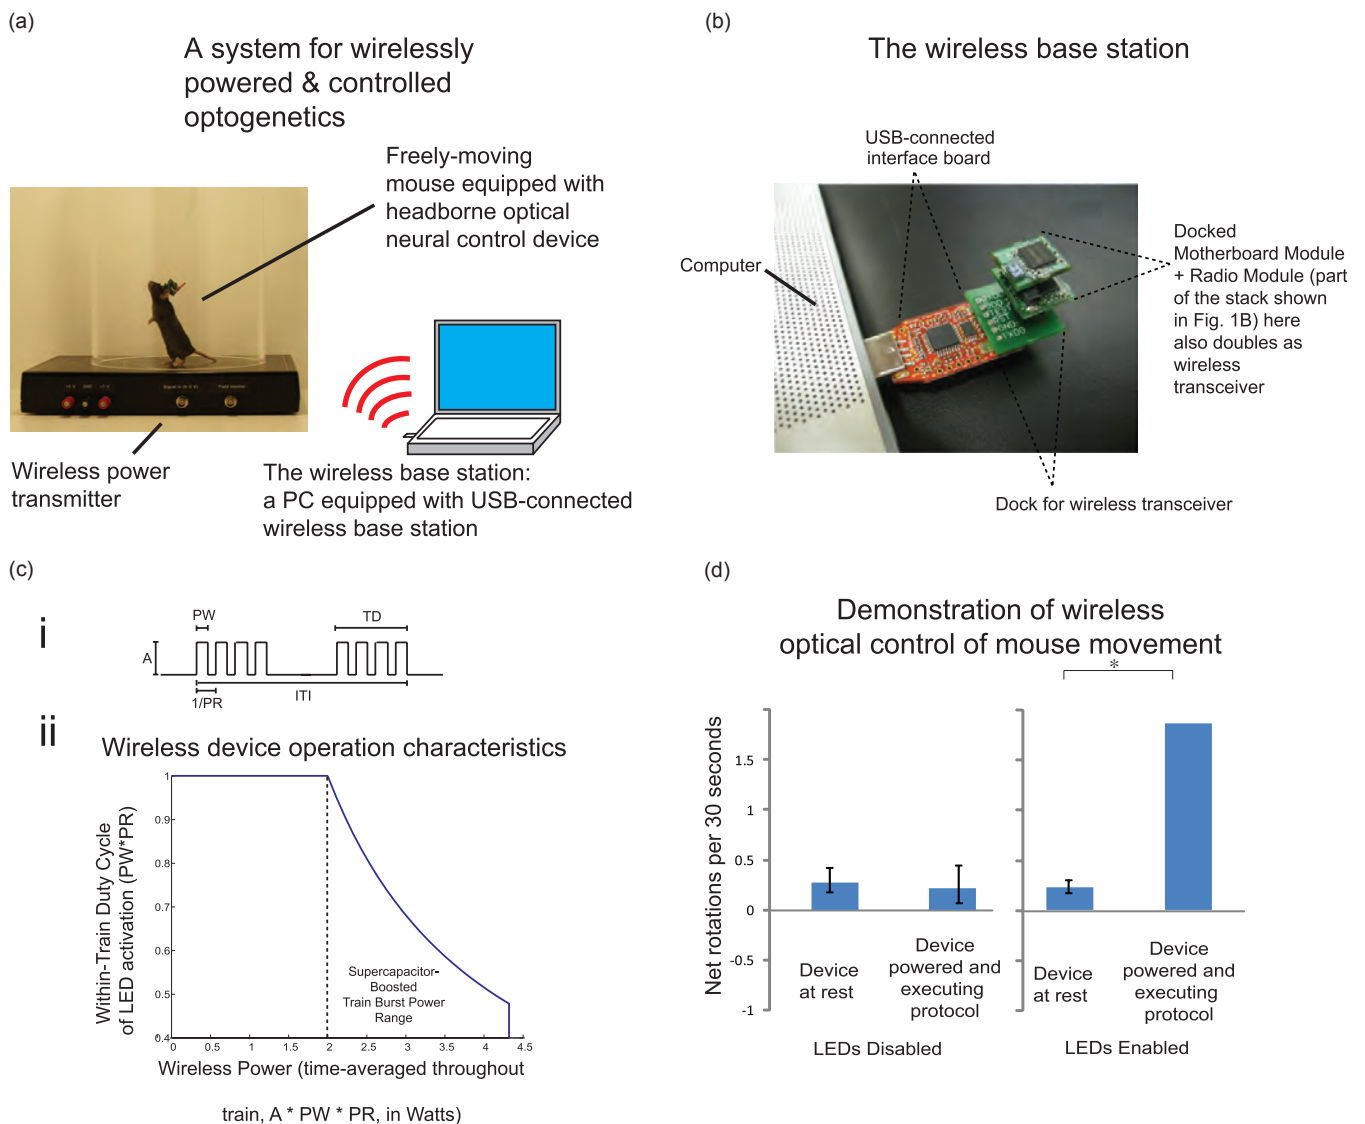 (a)
A system for wirelessly
powered & controlled
optogenetics
Freely-moving
mouse equipped with
headborne optical
neural control device
Wireless power
transmitter
The wireless base station:
a PC equipped with USB-connected
wireless base station
(b)
The wireless base station
USB-connected
interface board
Computer
Docked
Motherboard Module
+ Radio Module (part
of the stack shown
in Fig. 1B) here
also doubles as
wireless
transceiver
Dock for wireless transceiver
(c)
i
PW
TD
A
ITI
1/PR
ii
Wireless device operation characteristics
Within-Train Duty Cycle
of LED activation (PW*PR)
1
0.9
0.8
0.7
0.6
0.5
0.4
Supercapacitor-
Boosted
Train Burst Power
Range
0 0.5 1 1.5 2 2.5 3 3.5 4 4.5
Wireless Power (time-averaged throughout
train, A * PW * PR, in Watts)
(d)
Demonstration of wireless
optical control of mouse movement
*
Net rotations per 30 seconds
1.5
1
0.5
0
-0.5
-1
Device
at rest
Device
powered and
executing
protocol
LEDs Disabled
Device
at rest
Device
powered and
executing
protocol
LEDs Enabled